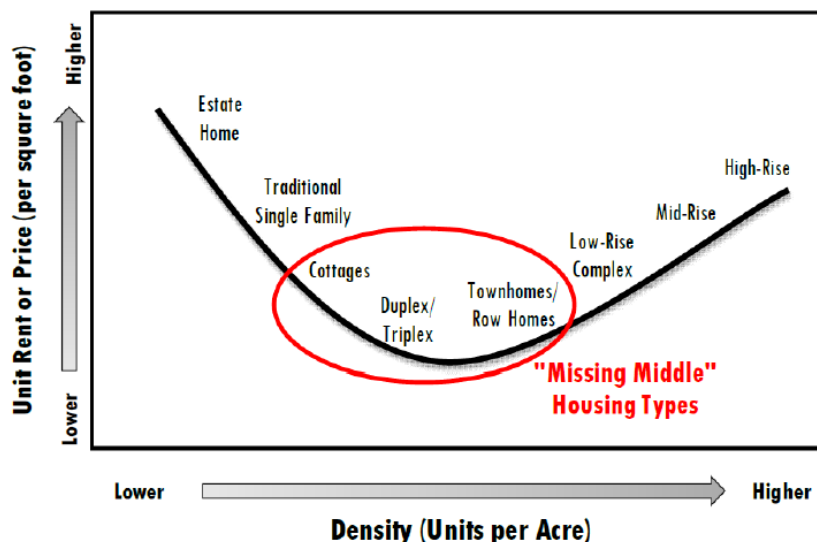 Unit Rent or Price (per square foot)
Higher
Lower
Estate
Home
Traditional
Single Family
Cottages
Duplex/
Triplex
Townhomes/
Row Homes
Low-Rise
Complex
Mid-Rise
High-Rise
"Missing Middle"
Housing Types
Lower
Higher
Density (Units per Acre)